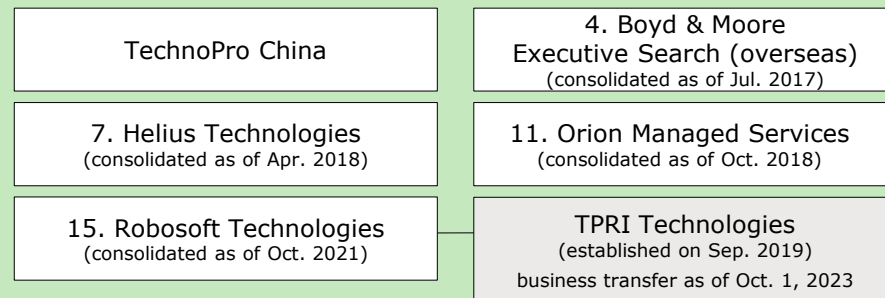 TechnoPro China
4. Boyd & Moore
Executive Search (overseas)
(consolidated as of Jul. 2017)
7. Helius Technologies
(consolidated as of Apr. 2018)
11. Orion Managed Services
(consolidated as of Oct. 2018)
15. Robosoft Technologies
(consolidated as of Oct. 2021)
TPRI Technologies
(established on Sep. 2019)
business transfer as of Oct. 1, 2023